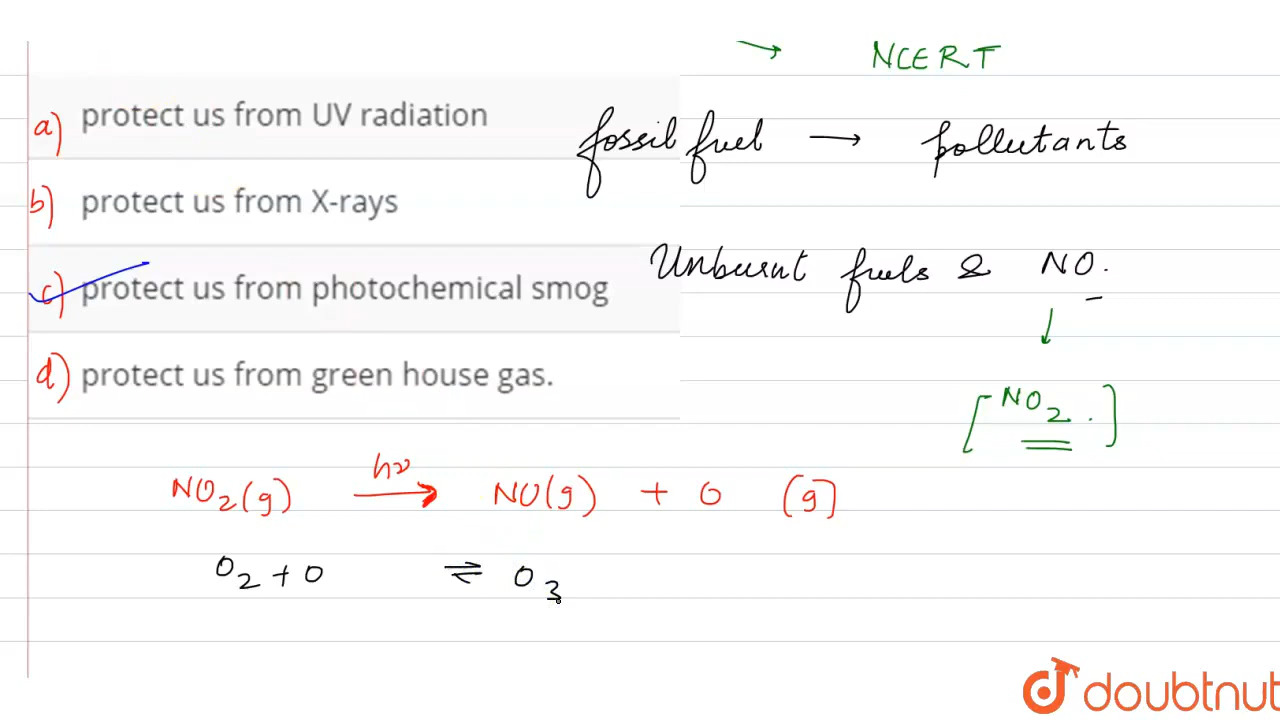 → NCERT
a) protect us from UV radiation
fossil fuel → pollutants
b) protect us from X-rays
c) protect us from photochemical smog
Unburnt fuels & NO.
↓
d) protect us from green house gas.
[NO₂.]
NO₂(g) hν→ NO(g) + O (g)
O₂ + O ⇌ O₃
doubtnut